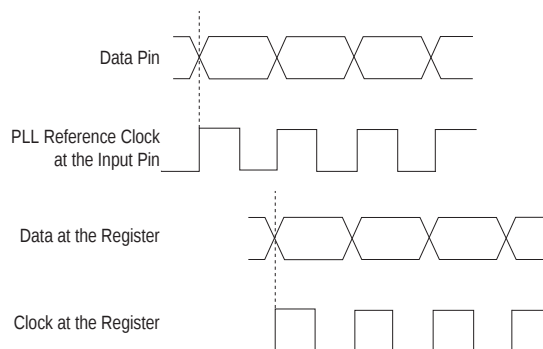 Data Pin
PLL Reference Clock
at the Input Pin
Data at the Register
Clock at the Register